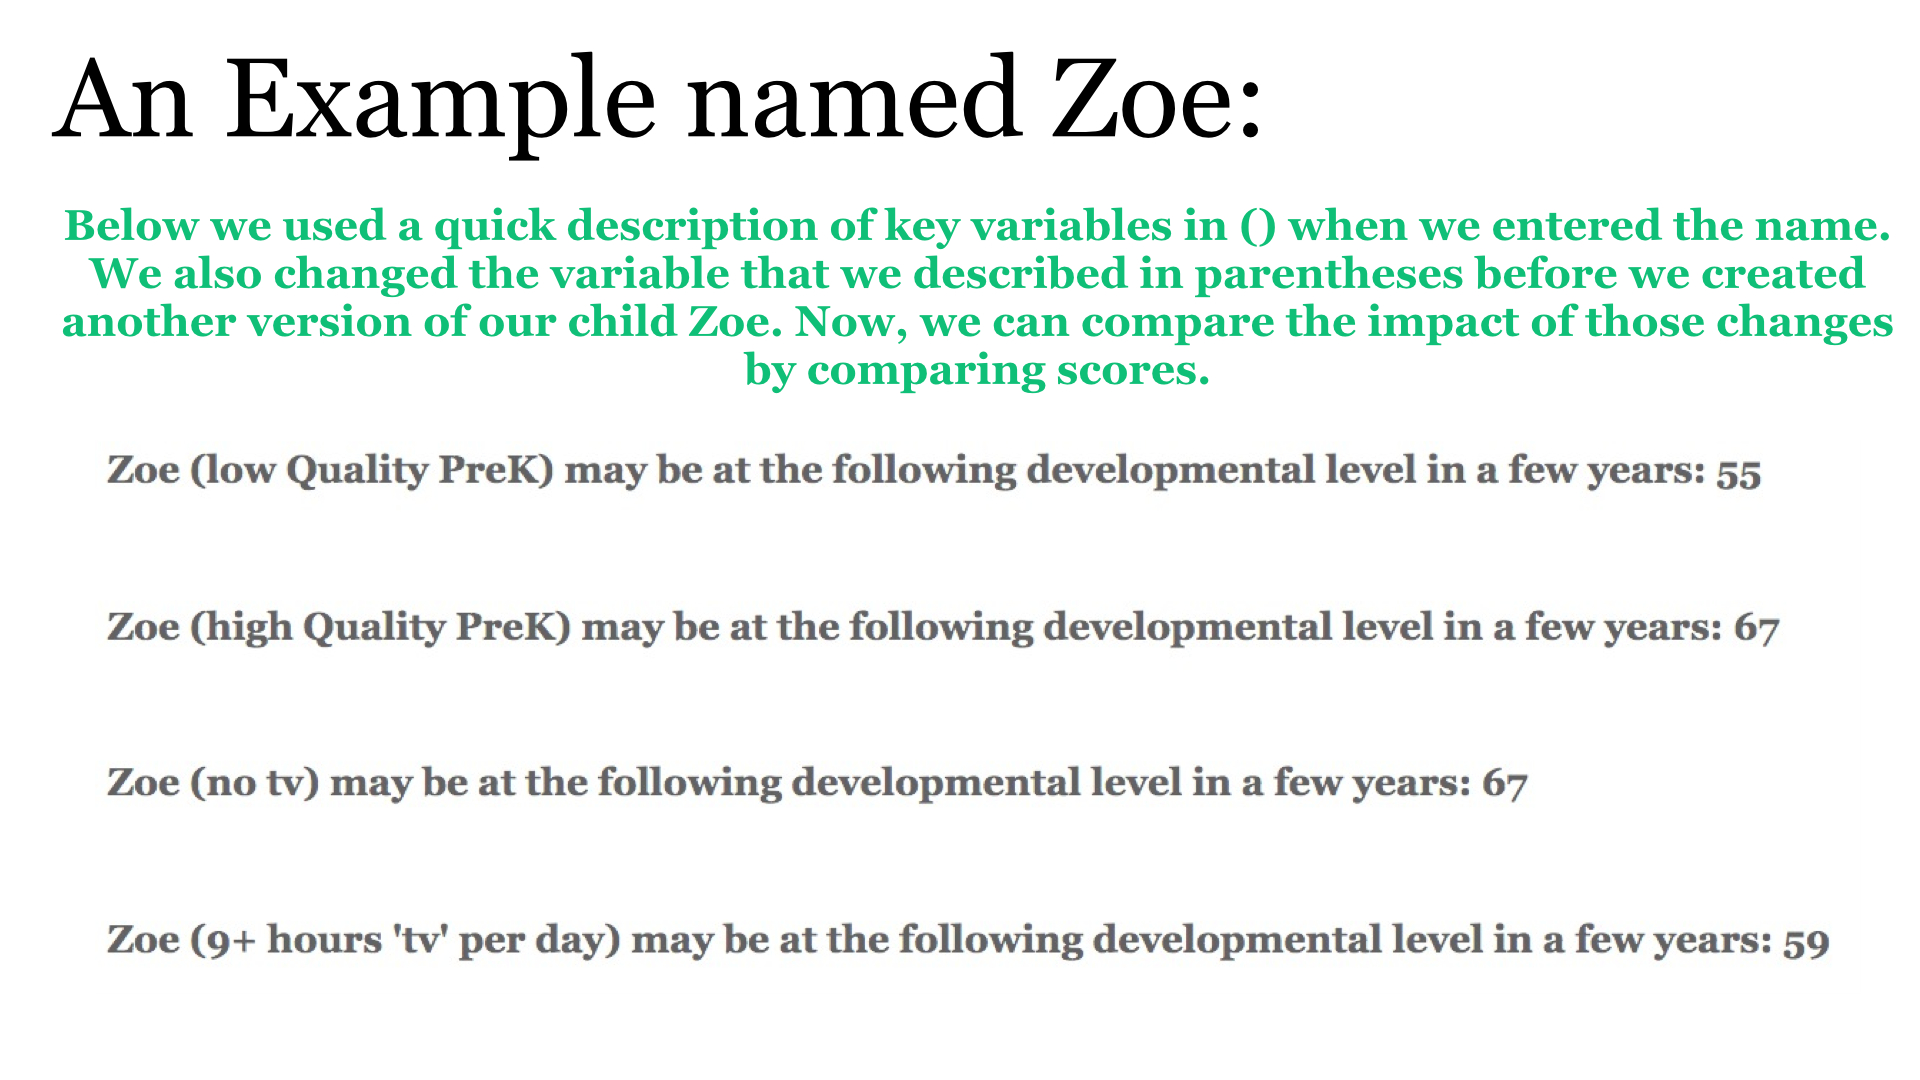 An Example named Zoe:
Below we used a quick description of key variables in () when we entered the name.
We also changed the variable that we described in parentheses before we created
another version of our child Zoe. Now, we can compare the impact of those changes
by comparing scores.
Zoe (low Quality PreK) may be at the following developmental level in a few years: 55
Zoe (high Quality PreK) may be at the following developmental level in a few years: 67
Zoe (no tv) may be at the following developmental level in a few years: 67
Zoe (9+ hours 'tv' per day) may be at the following developmental level in a few years: 59